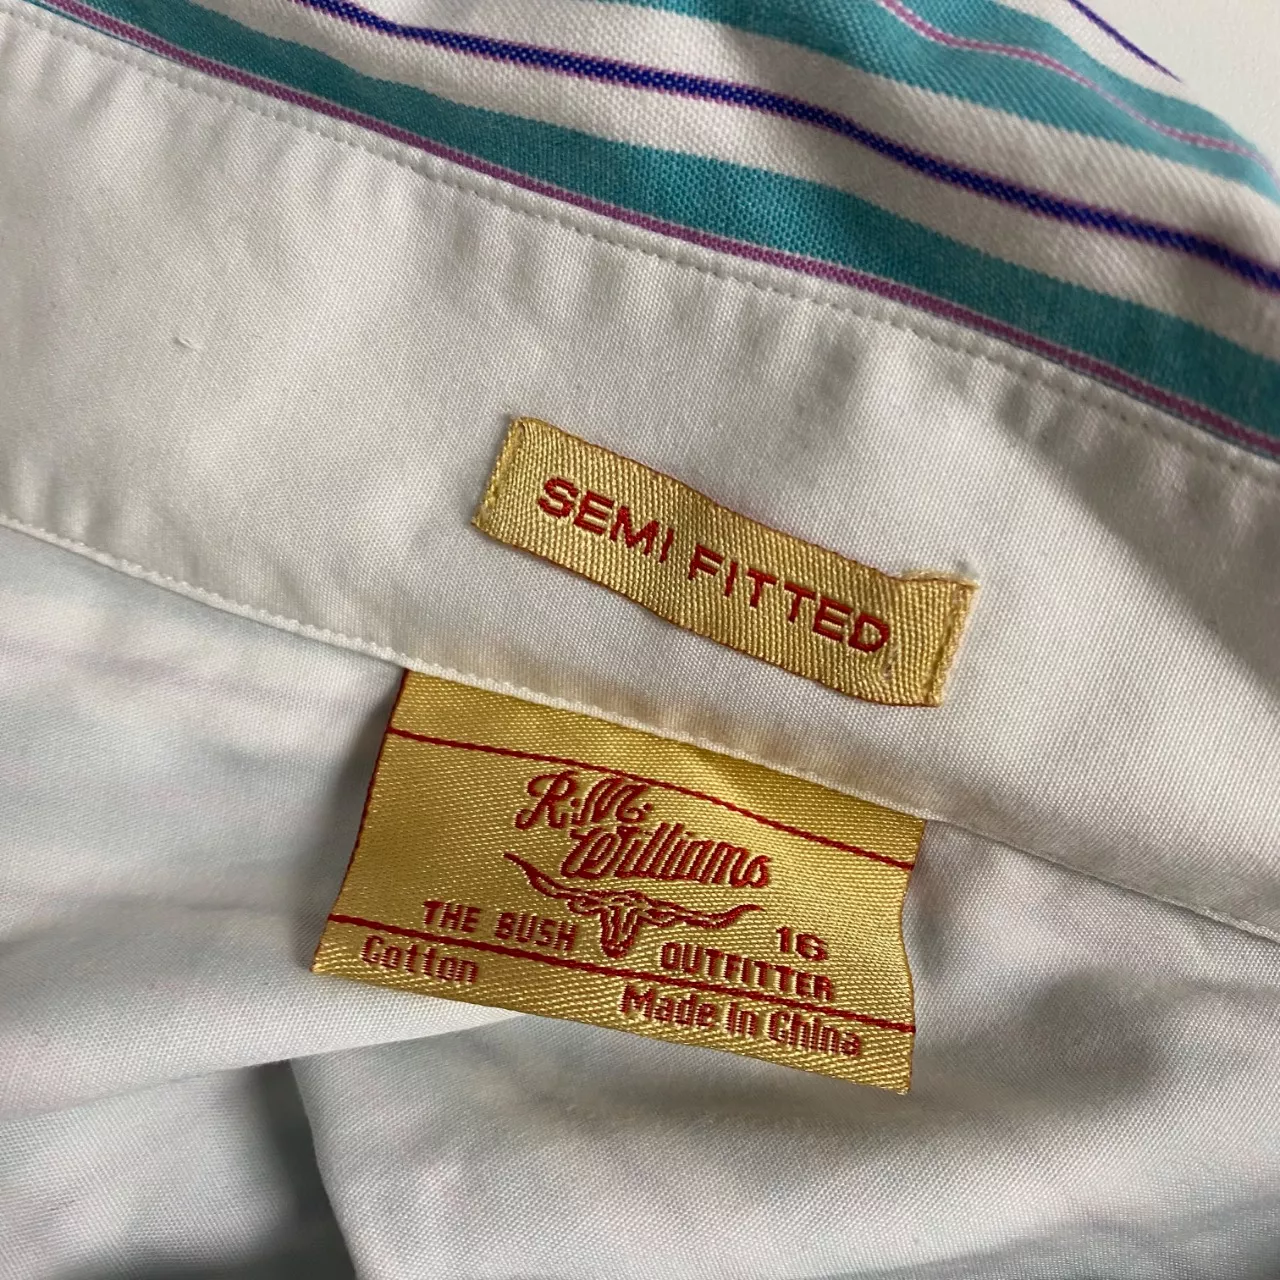 SEMI FITTED
R.M.
Williams
16
THE BUSH OUTFITTER
Cotton
Made in China